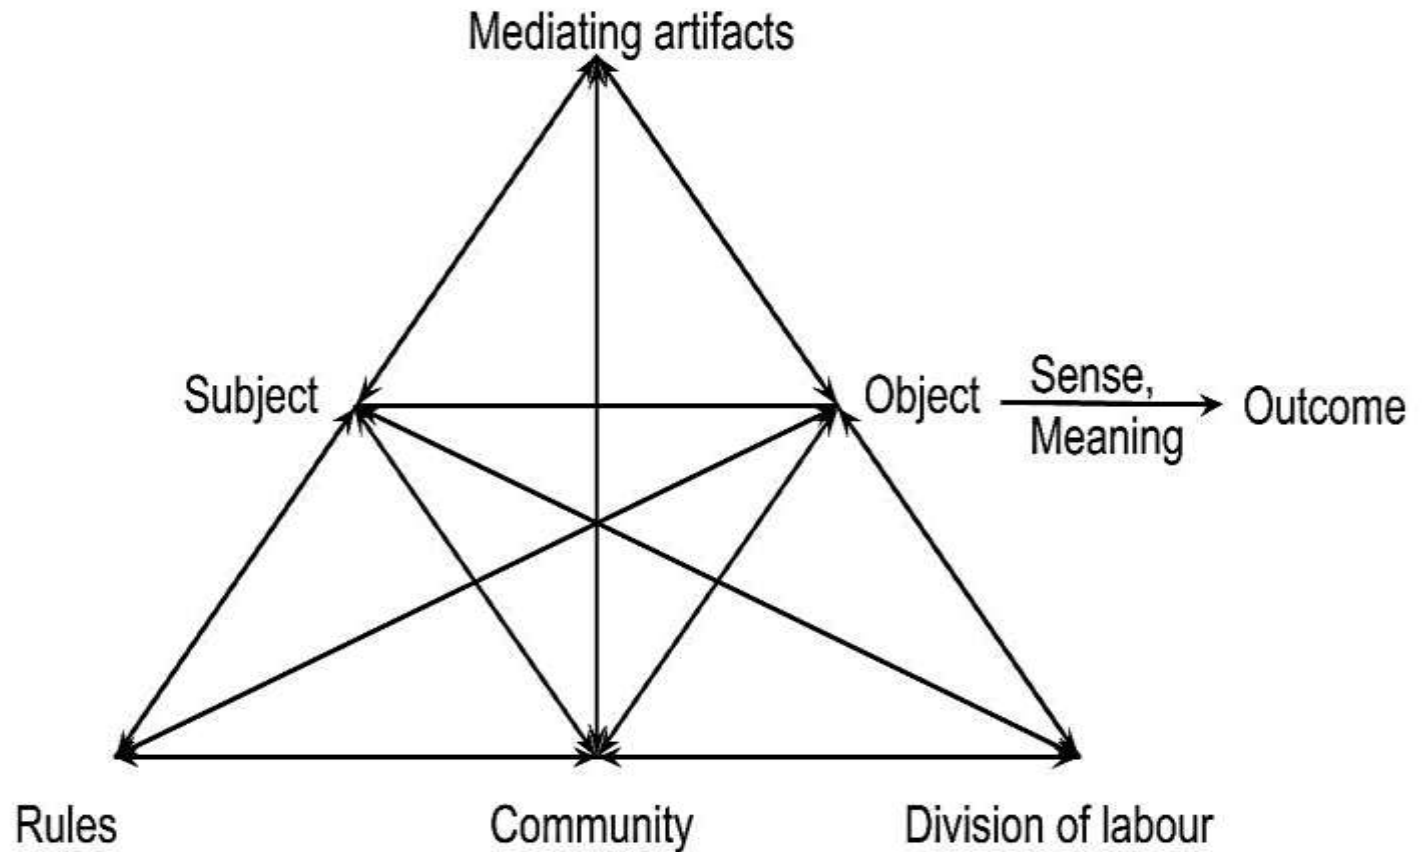 Mediating artifacts
Subject
Object
Sense,
Meaning
Outcome
Rules
Community
Division of labour